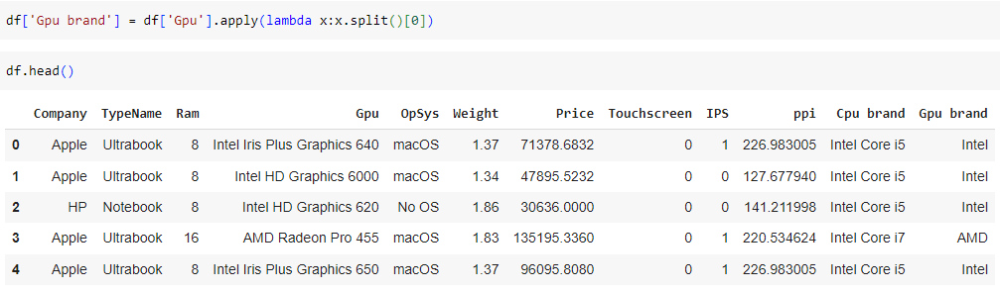 df['Gpu brand'] = df['Gpu'].apply(lambda x:x.split()[0])
df.head()
Company TypeName Ram Gpu OpSys Weight Price Touchscreen IPS ppi Cpu brand Gpu brand
0 Apple Ultrabook 8 Intel Iris Plus Graphics 640 macOS 1.37 71378.6832 0 1 226.983005 Intel Core i5 Intel
1 Apple Ultrabook 8 Intel HD Graphics 6000 macOS 1.34 47895.5232 0 0 127.677940 Intel Core i5 Intel
2 HP Notebook 8 Intel HD Graphics 620 No OS 1.86 30636.0000 0 0 141.211998 Intel Core i5 Intel
3 Apple Ultrabook 16 AMD Radeon Pro 455 macOS 1.83 135195.3360 0 1 220.534624 Intel Core i7 AMD
4 Apple Ultrabook 8 Intel Iris Plus Graphics 650 macOS 1.37 96095.8080 0 1 226.983005 Intel Core i5 Intel